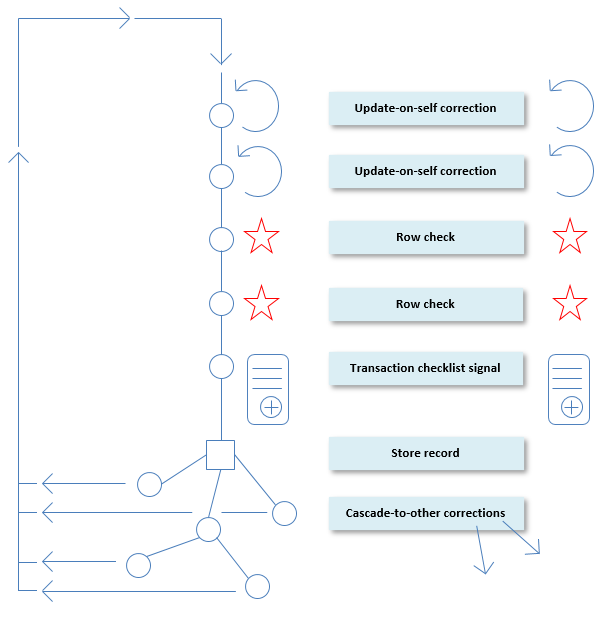 Update-on-self correction
Update-on-self correction
Row check
Row check
Transaction checklist signal
Store record
Cascade-to-other corrections